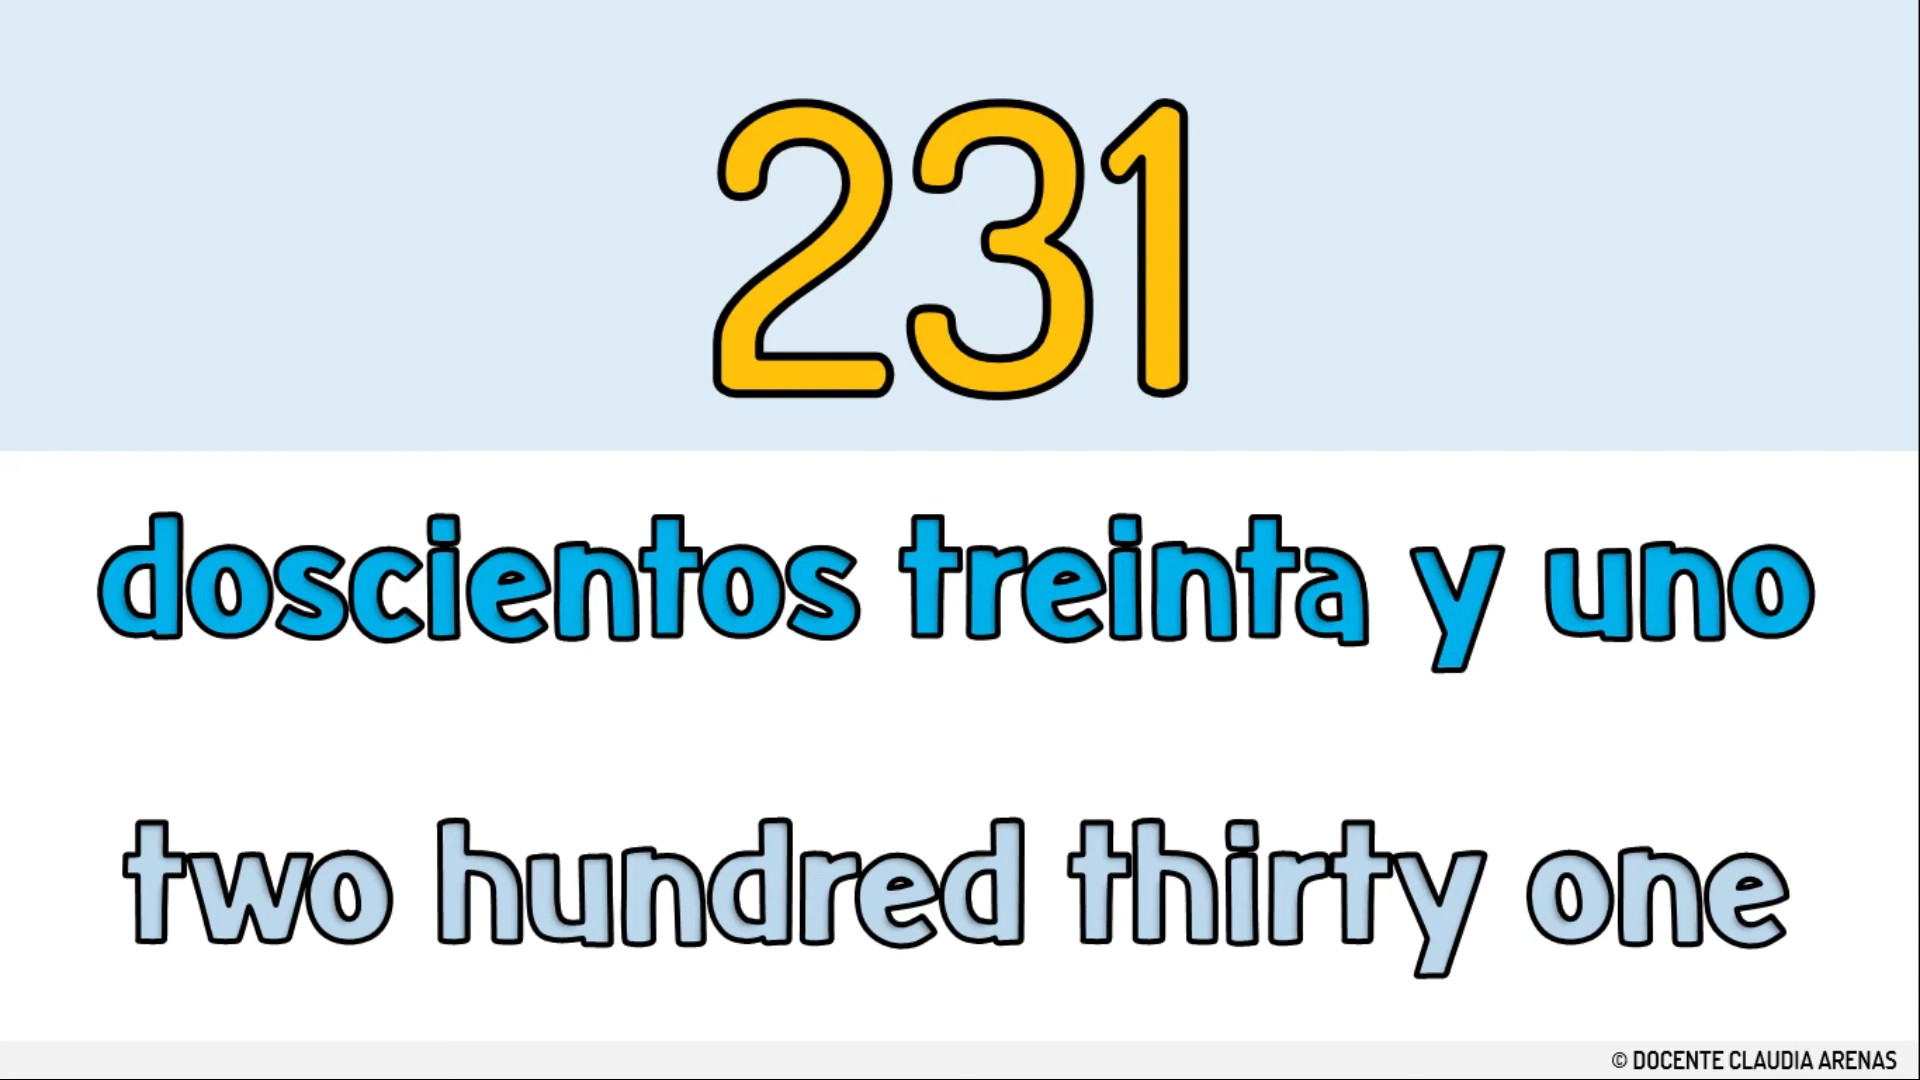 231
doscientos treinta y uno
two hundred thirty one
© DOCENTE CLAUDIA ARENAS